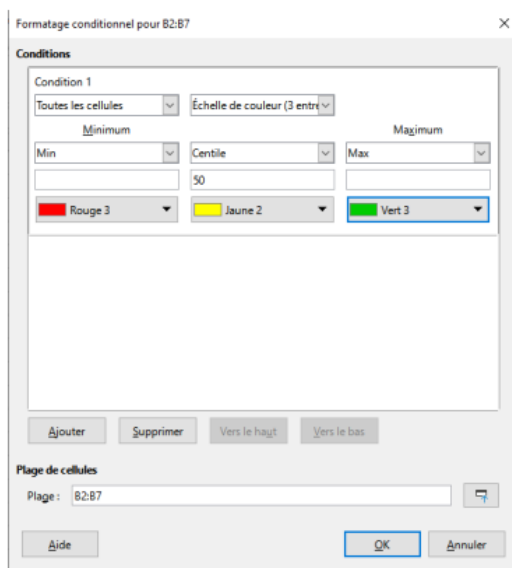 Formatage conditionnel pour B2:B7
Conditions
Condition 1
Toutes les cellules Échelle de couleur (3 entre
Minimum Maximum
Min Centile Max
50
Rouge 3 Jaune 2 Vert 3
Ajouter Supprimer Vers le haut Vers le bas
Plage de cellules
Plage : B2:B7
Aide OK Annuler